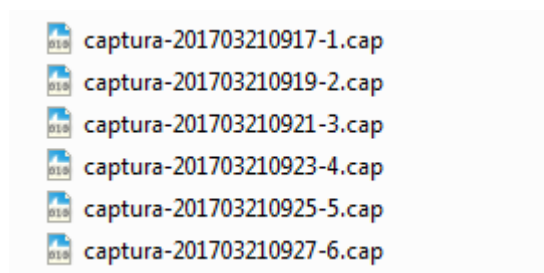 captura-201703210917-1.cap
captura-201703210919-2.cap
captura-201703210921-3.cap
captura-201703210923-4.cap
captura-201703210925-5.cap
captura-201703210927-6.cap